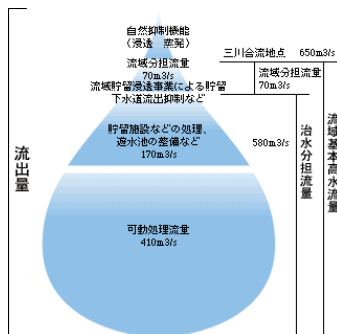 自然抑制機能
（浸透　蒸発）
流域分担流量
70m3/s
流域貯留浸透事業による貯留
下水道流出抑制など
貯留施設などの処理、
遊水池の整備など
170m3/s
可動処理流量
410m3/s
流出量
三川合流地点　650m3/s
流域分担流量
70m3/s
580m3/s
治水分担流量
流域基本高水流量